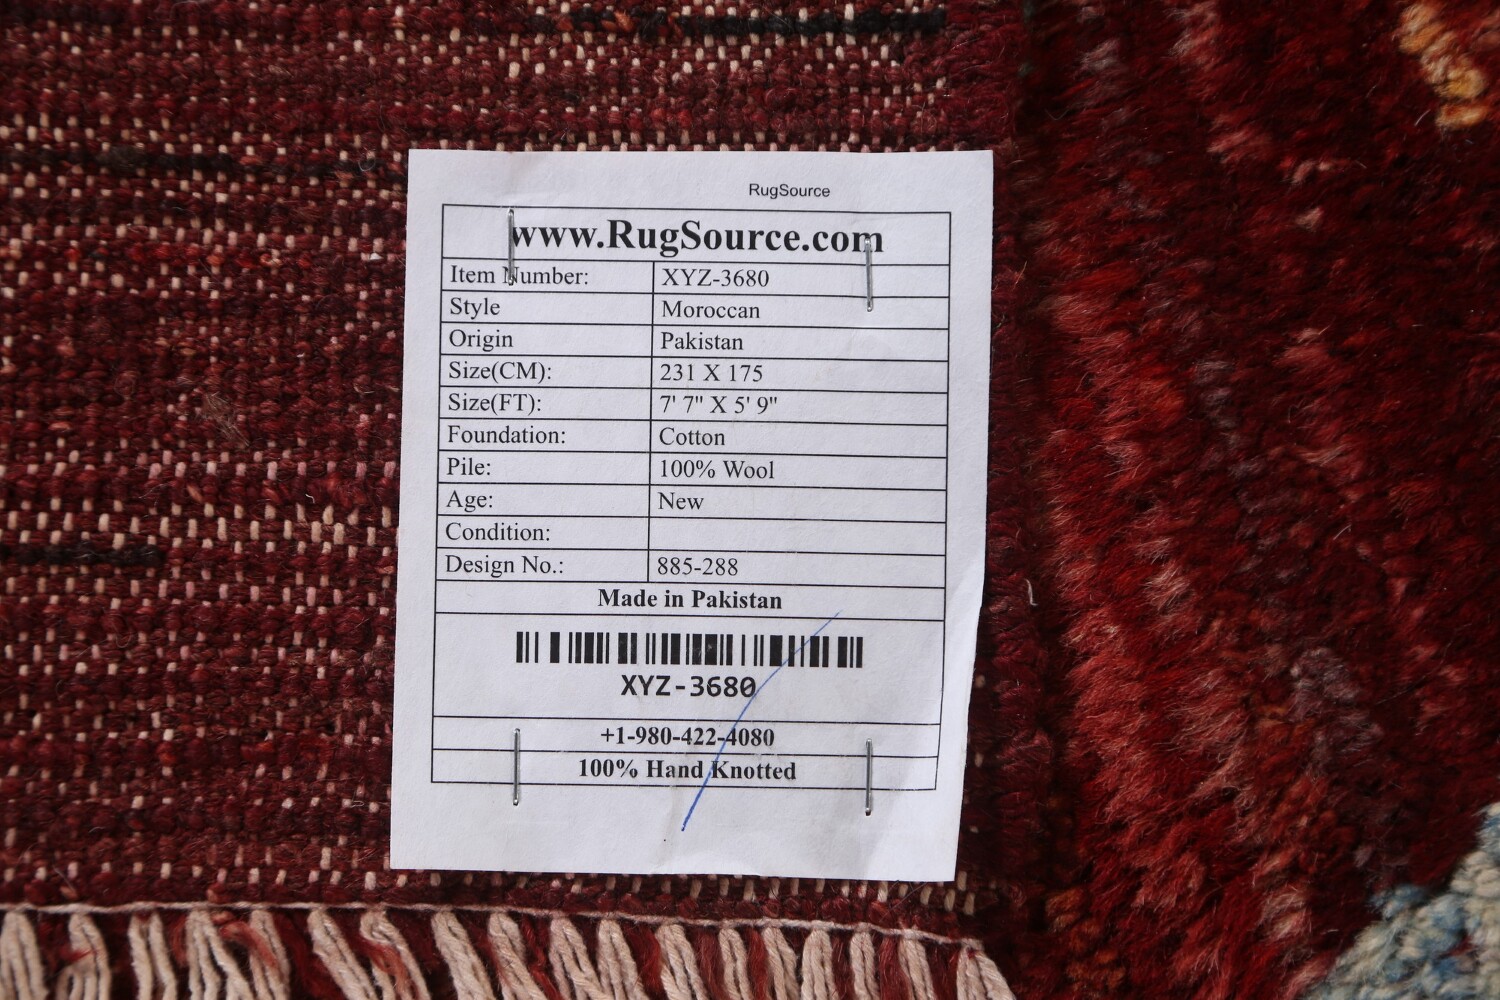 RugSource
www.RugSource.com
Item Number: XYZ-3680
Style Moroccan
Origin Pakistan
Size(CM): 231 X 175
Size(FT): 7' 7" X 5' 9"
Foundation: Cotton
Pile: 100% Wool
Age: New
Condition:
Design No.: 885-288
Made in Pakistan
XYZ-3680
+1-980-422-4080
100% Hand Knotted